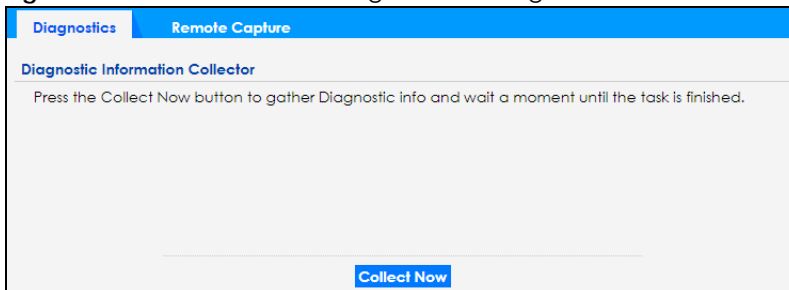 Diagnostics Remote Capture
Diagnostic Information Collector
Press the Collect Now button to gather Diagnostic info and wait a moment until the task is finished.
Collect Now